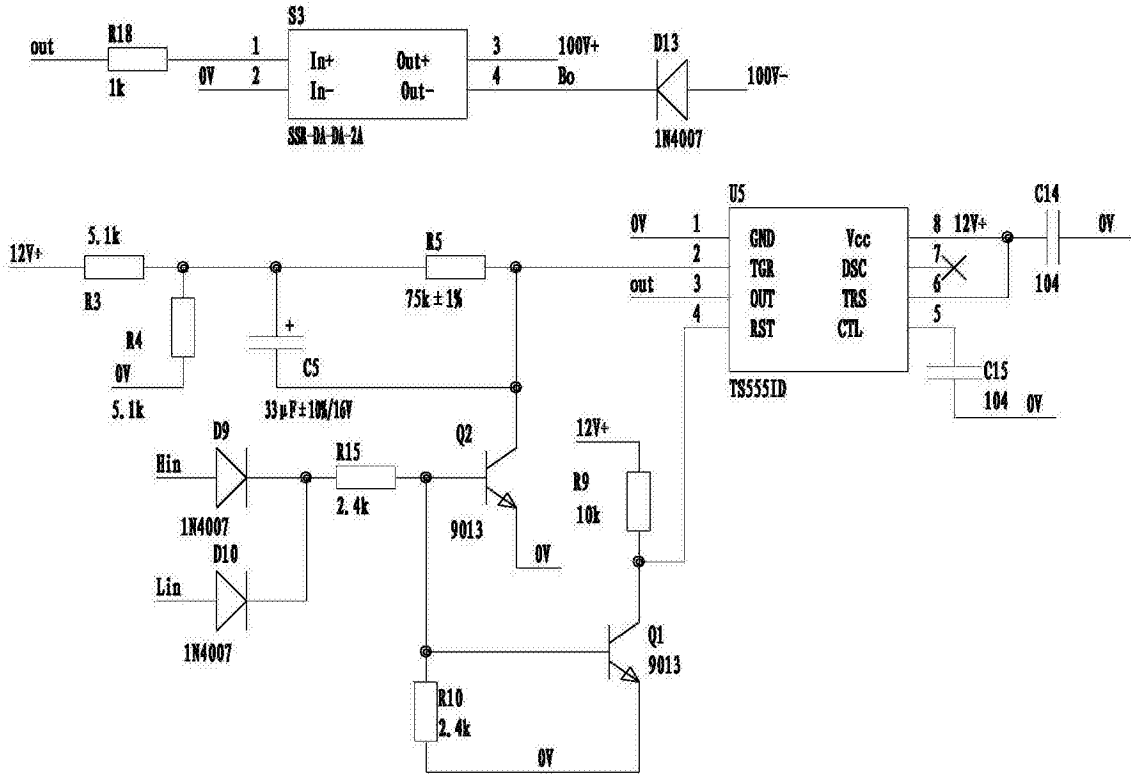 S3
out
R18
1k
0V
1
2
In+
In-
Out+
Out-
3
4
100V+
Bo
D13
1N4007
100V-
SSR-DA-DA-2A
U5
0V
1
2
out
3
4
GND
TGR
OUT
RST
Vcc
DSC
TRS
CTL
8
7
6
5
12V+
C14
0V
104
TS555ID
C15
104
0V
12V+
5.1k
R3
R4
0V
5.1k
R5
75k±1%
+
C5
33μF±10%/16V
D9
Hin
1N4007
D10
Lin
1N4007
R15
2.4k
Q2
9013
0V
12V+
R9
10k
Q1
9013
R10
2.4k
0V